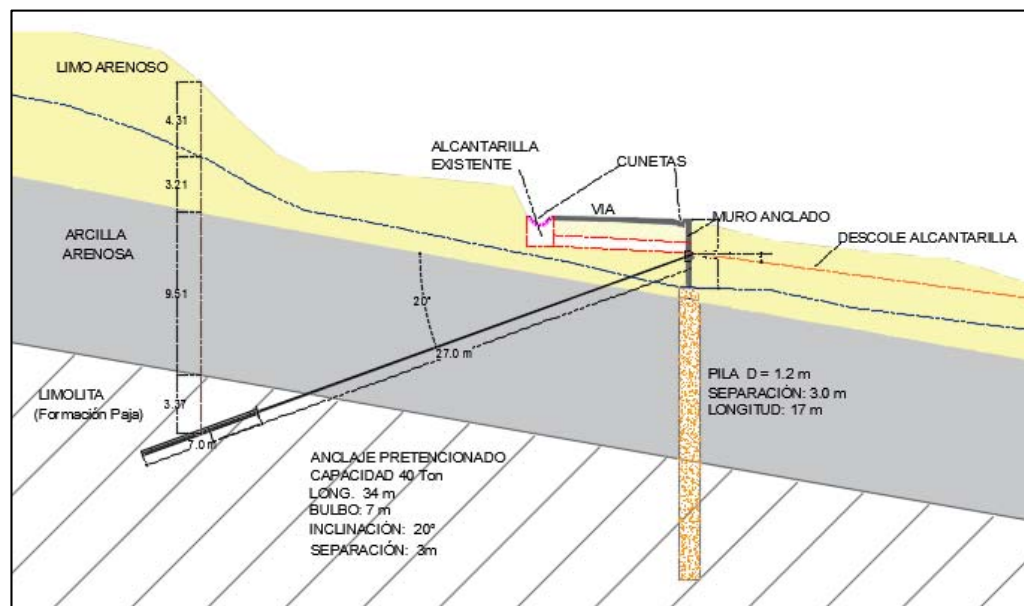 LIMO ARENOSO
4.31
3.21
ARCILLA
ARENOSA
9.51
LIMOLITA
(Formación Paja)
3.37
7.0 m
ALCANTARILLA
EXISTENTE
CUNETAS
VIA
MURO ANCLADO
DESCOLE ALCANTARILLA
20°
27.0 m
PILA D = 1.2 m
SEPARACIÓN: 3.0 m
LONGITUD: 17 m
ANCLAJE PRETENCIONADO
CAPACIDAD 40 Ton
LONG. 34 m
BULBO: 7 m
INCLINACIÓN: 20°
SEPARACIÓN: 3m